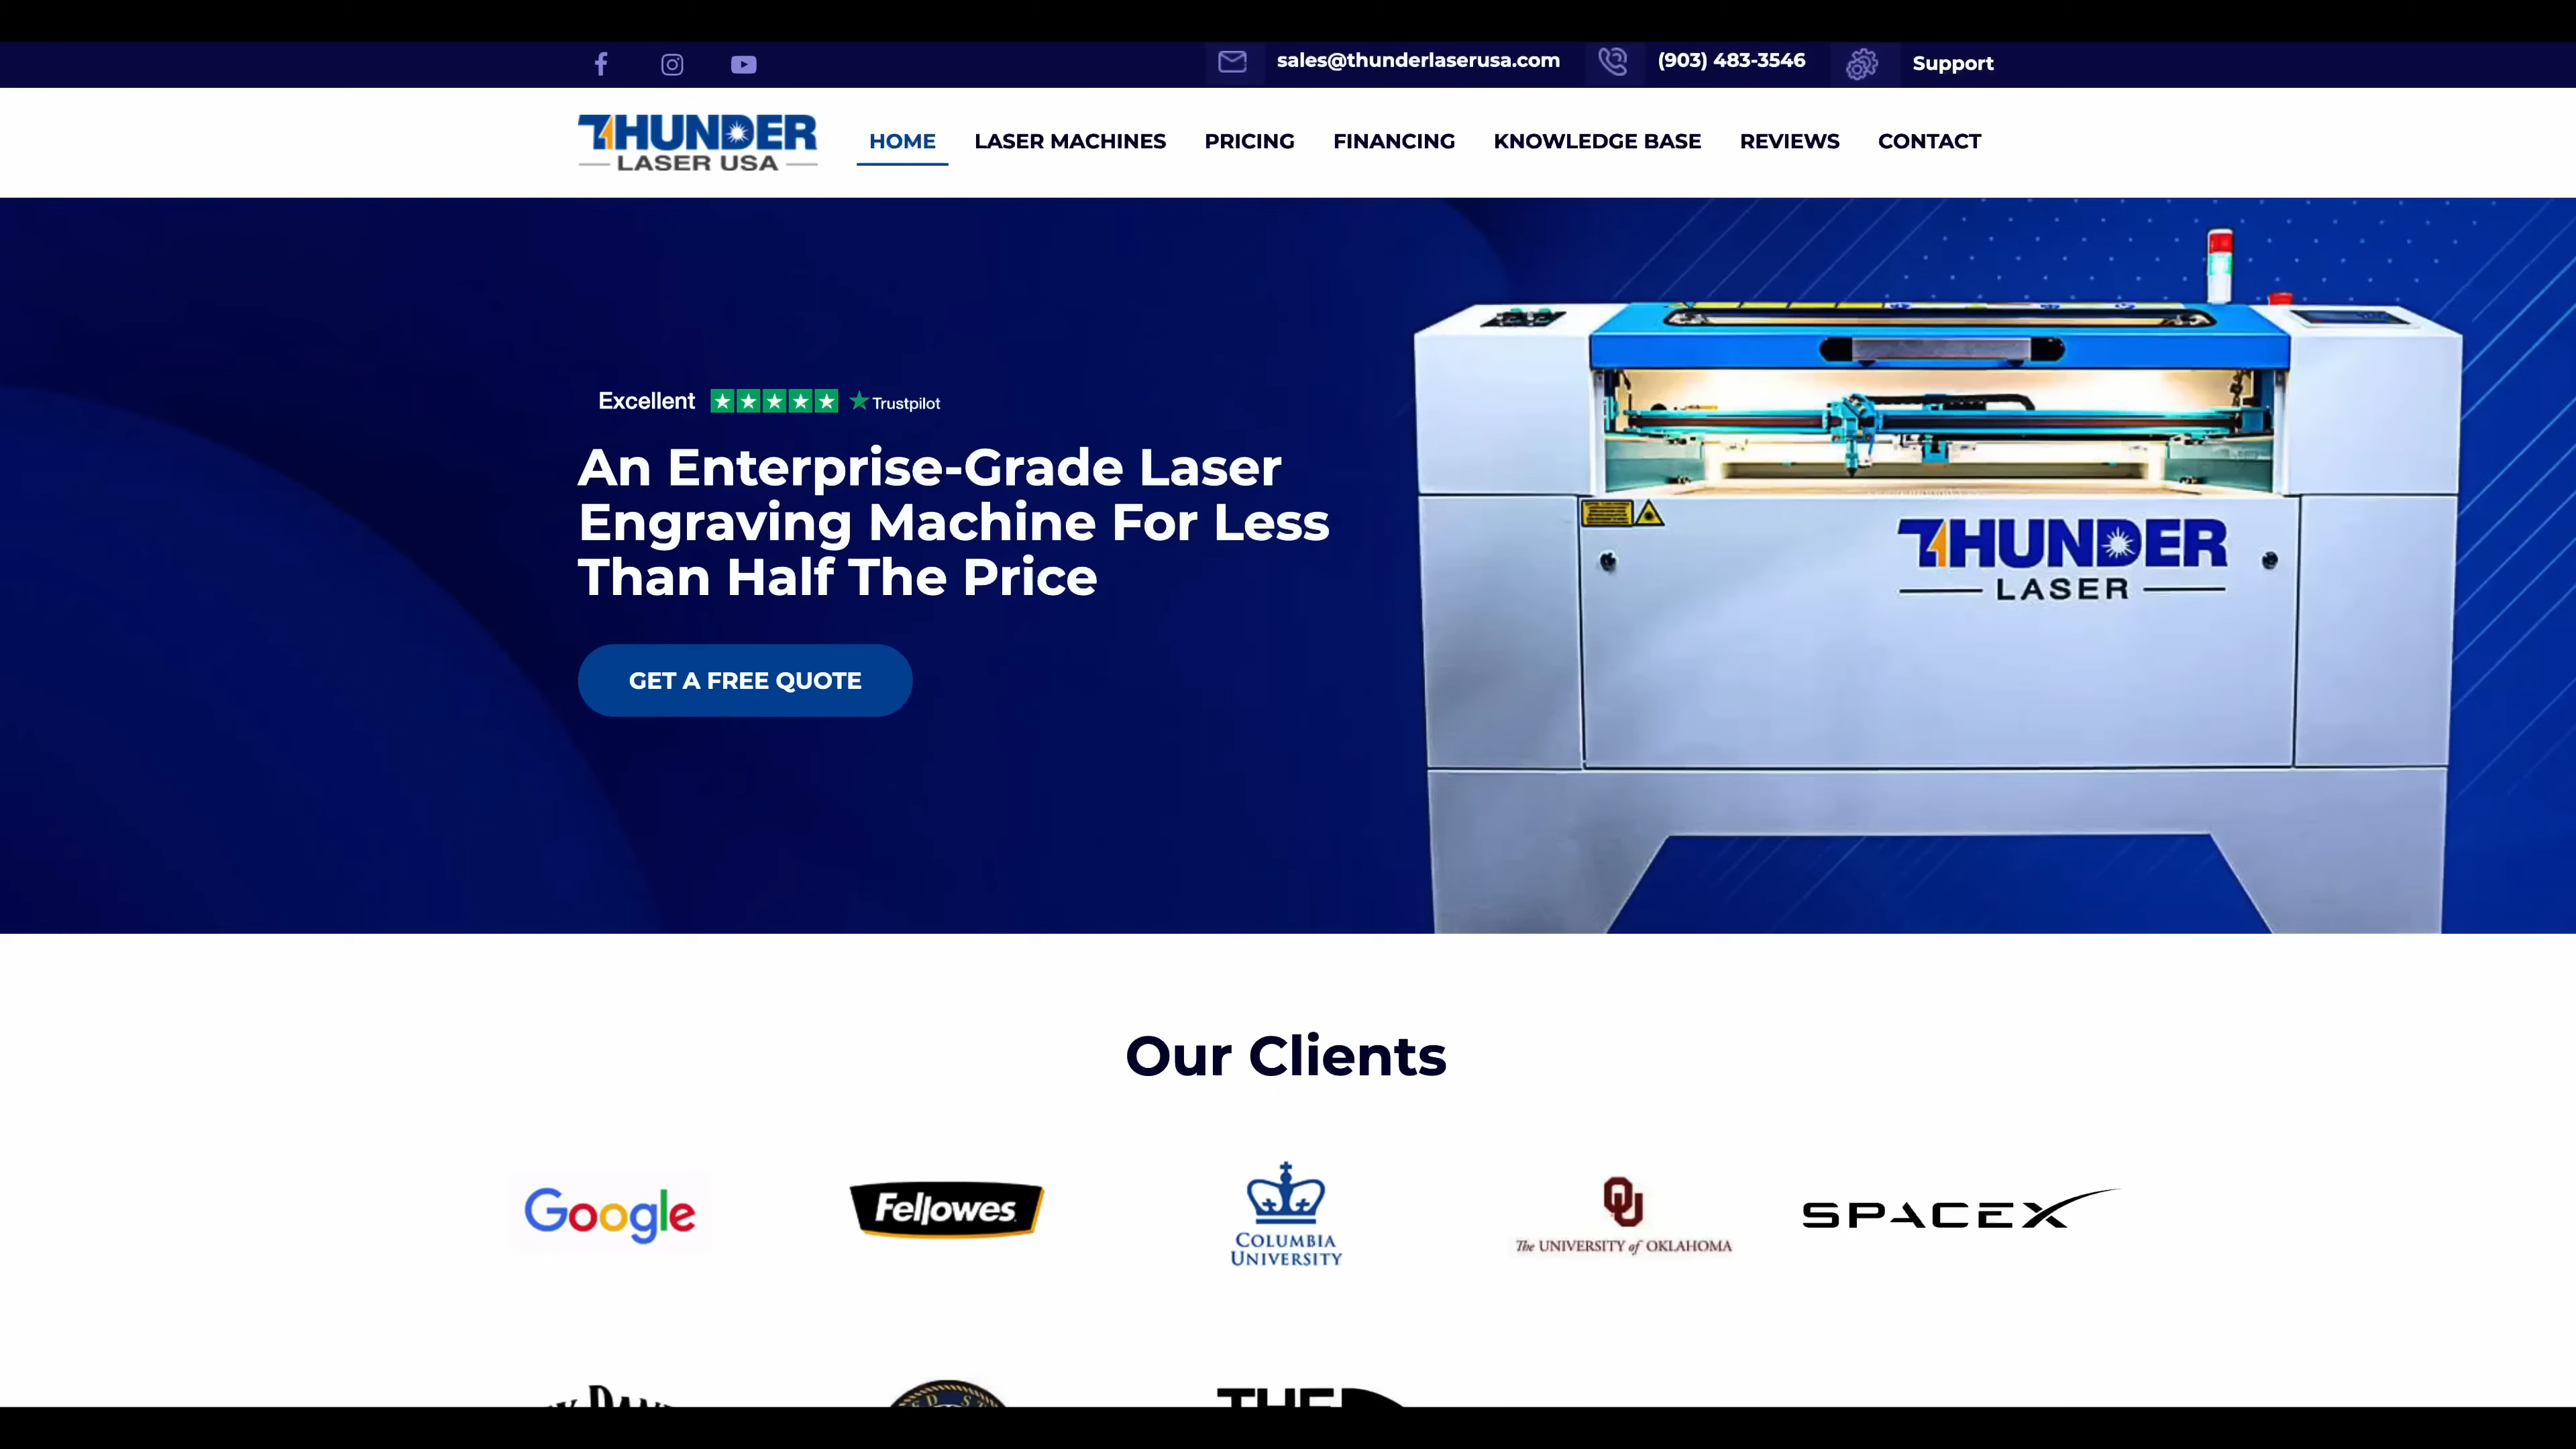 sales@thunderlaserusa.com (903) 483-3546 Support
THUNDER
LASER USA
HOME LASER MACHINES PRICING FINANCING KNOWLEDGE BASE REVIEWS CONTACT
Excellent Trustpilot
An Enterprise-Grade Laser
Engraving Machine For Less
Than Half The Price
GET A FREE QUOTE
THUNDER
LASER
Our Clients
Google
Fellowes
COLUMBIA
UNIVERSITY
OU
The UNIVERSITY of OKLAHOMA
SPACEX
THE